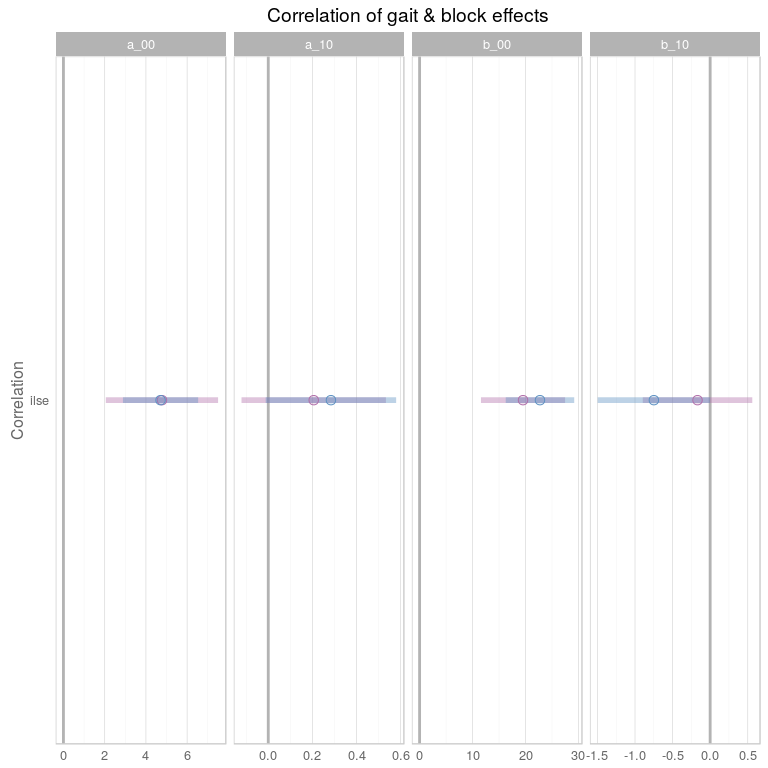 Correlation of gait & block effects
a_00 a_10 b_00 b_10
Correlation
ilse
0 2 4 6 0.0 0.2 0.4 0.6 0 10 20 30 -1.5 -1.0 -0.5 0.0 0.5